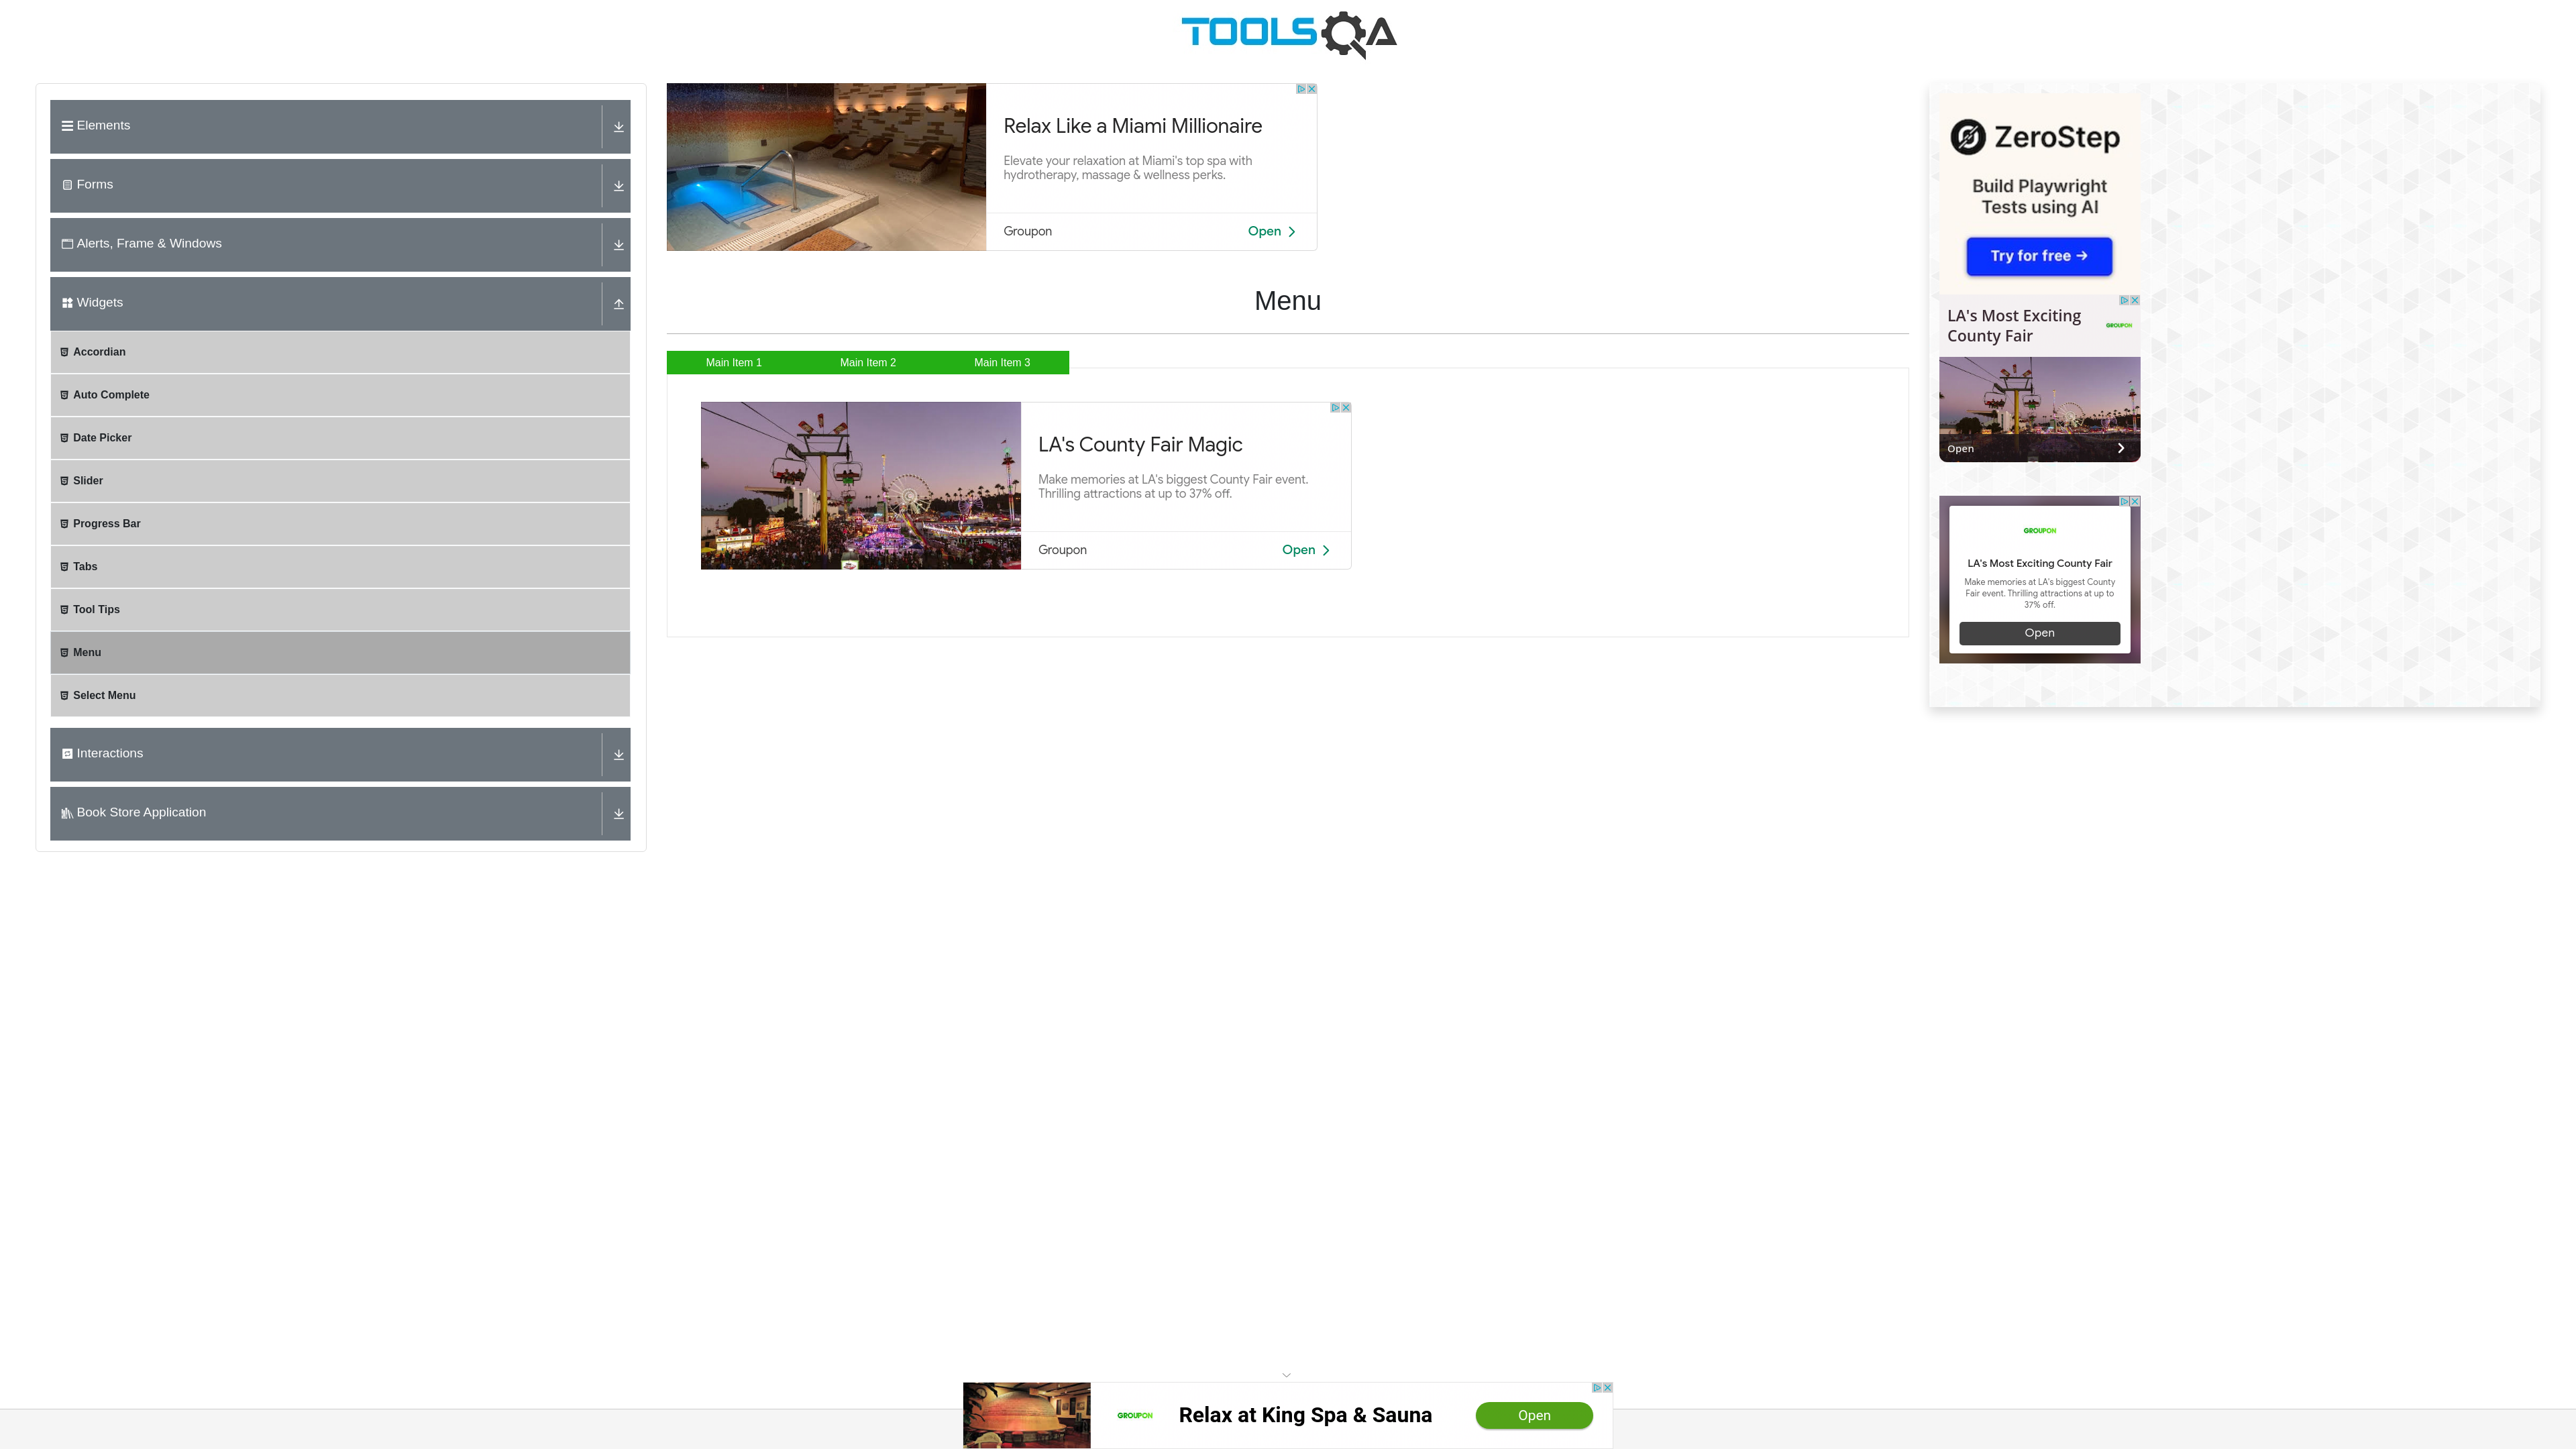 TOOLSQA
Elements
Forms
Alerts, Frame & Windows
Widgets
Accordian
Auto Complete
Date Picker
Slider
Progress Bar
Tabs
Tool Tips
Menu
Select Menu
Interactions
Book Store Application
Relax Like a Miami Millionaire
Elevate your relaxation at Miami's top spa with
hydrotherapy, massage & wellness perks.
Groupon
Open
Menu
Main Item 1
Main Item 2
Main Item 3
LA's County Fair Magic
Make memories at LA's biggest County Fair event.
Thrilling attractions at up to 37% off.
Groupon
Open
ZeroStep
Build Playwright
Tests using AI
Try for free →
LA's Most Exciting
County Fair
GROUPON
Open
GROUPON
LA's Most Exciting County Fair
Make memories at LA's biggest County
Fair event. Thrilling attractions at up to
37% off.
Open
GROUPON
Relax at King Spa & Sauna
Open